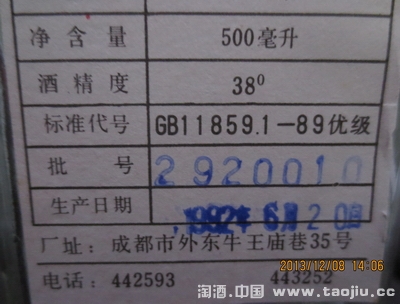 净含量 500毫升
酒精度 38⁰
标准代号 GB11859.1—89优级
批号 2920010
生产日期 1992年6月20日
厂址：成都市外东牛王庙巷35号
电话：442593 443252
2013/12/08 14:06
淘酒.中国 www.taojiu.cc